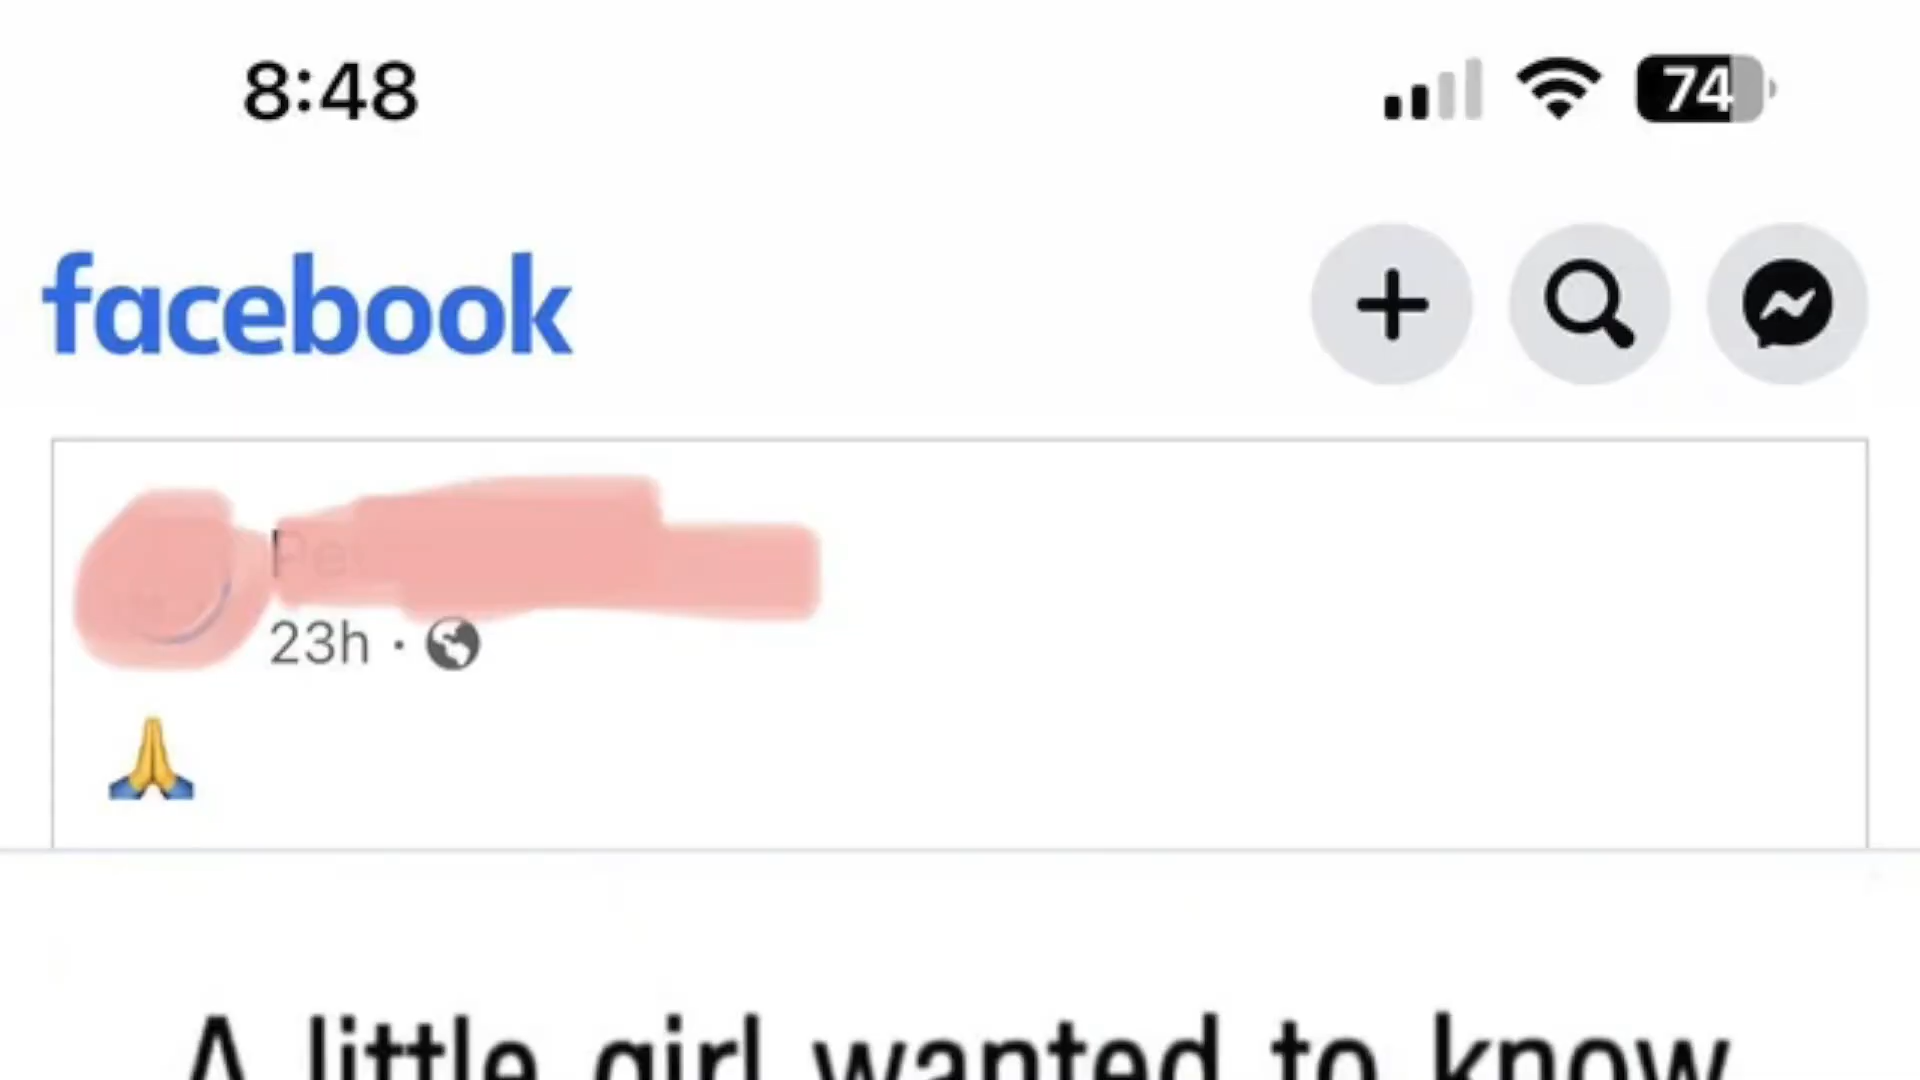 8:48
74
facebook
23h ·
🙏
A little girl wanted to know